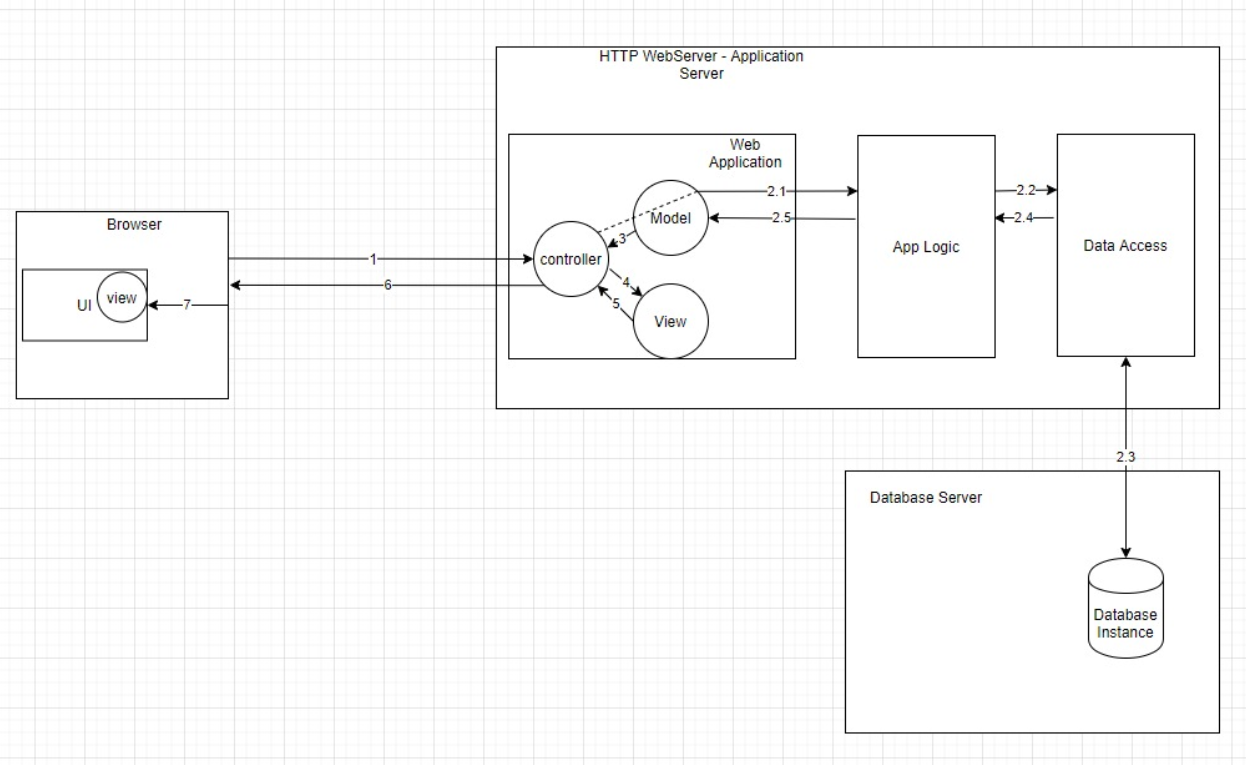 HTTP WebServer - Application
Server
Web
Application
2.1
2.2
Model
2.5
2.4
Browser
3
controller
App Logic
Data Access
1
4
6
5
UI
view
7
View
2.3
Database Server
Database
Instance